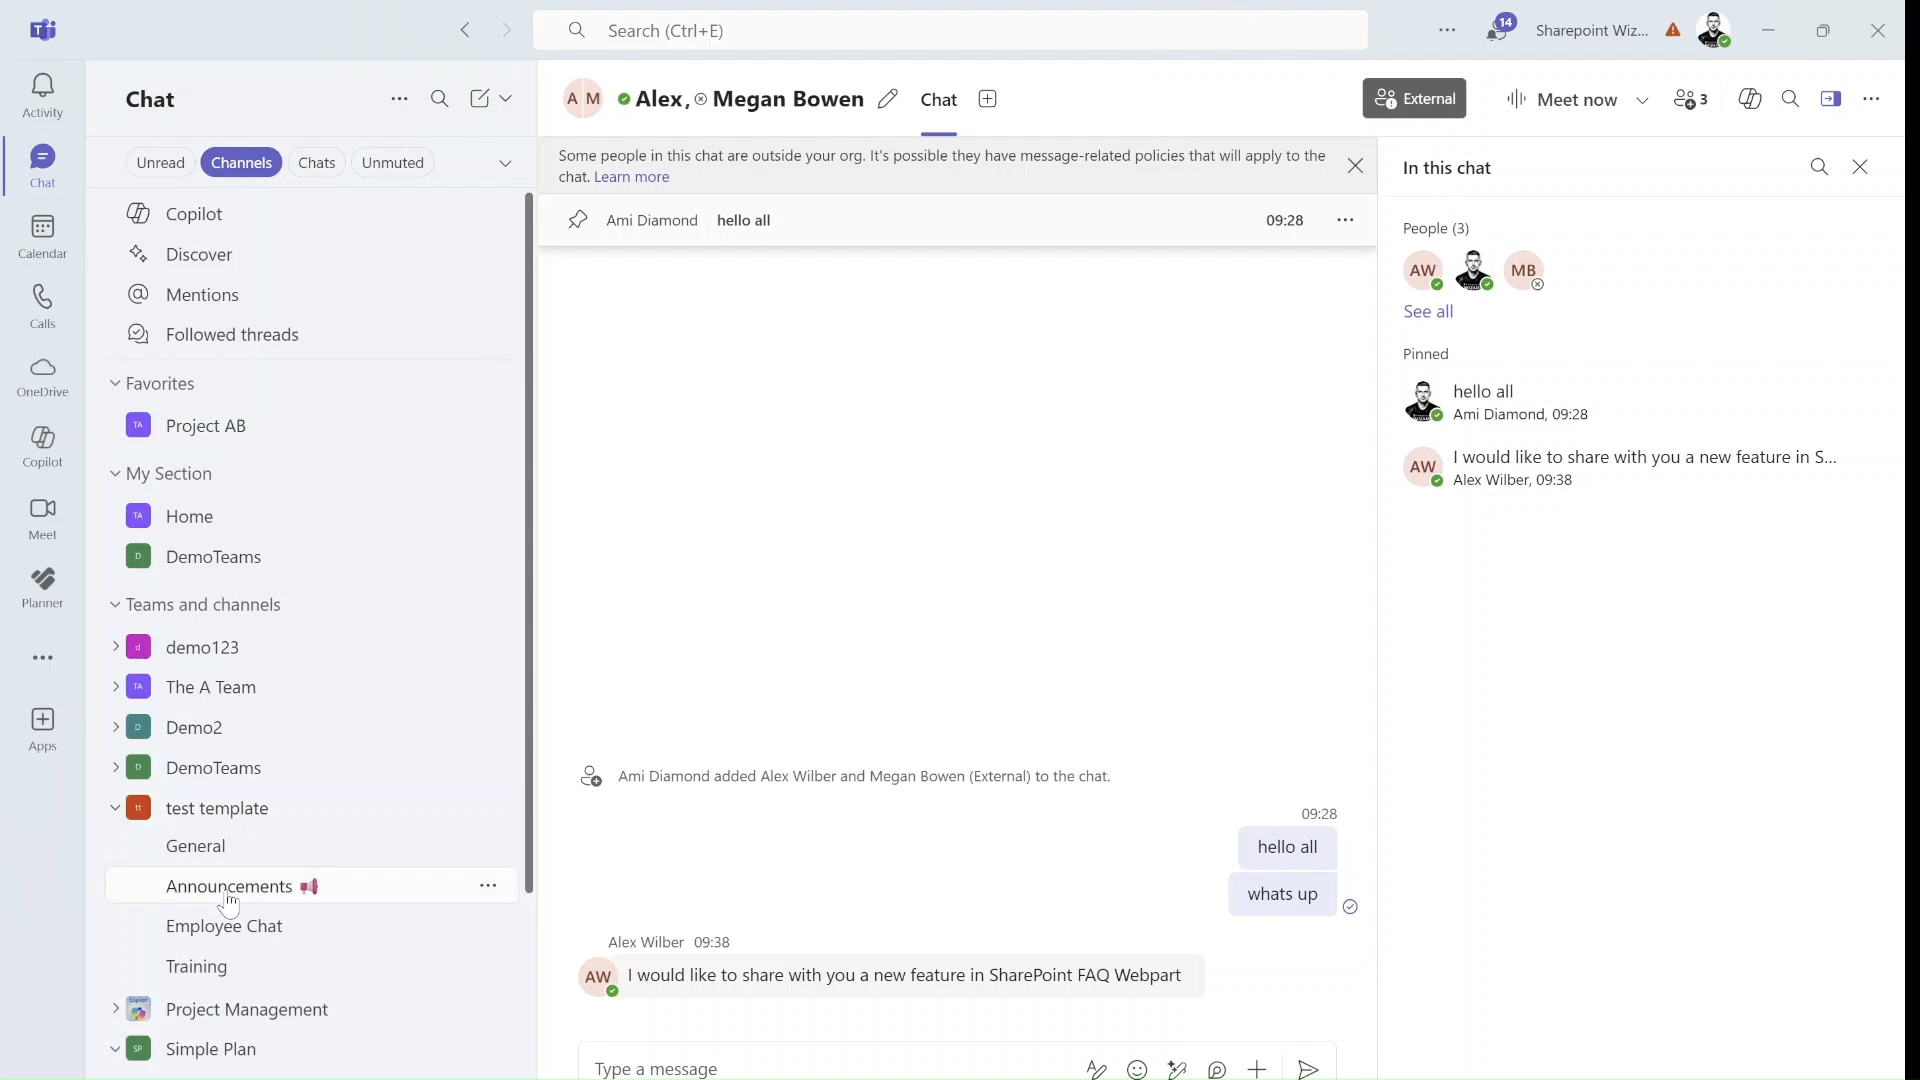 Search (Ctrl+E)
14
Sharepoint Wiz...
Activity
Chat
Calendar
Calls
OneDrive
Copilot
Meet
Planner
Apps
Chat
Unread
Channels
Chats
Unmuted
Copilot
Discover
Mentions
Followed threads
Favorites
TA Project AB
My Section
TA Home
D DemoTeams
Teams and channels
d demo123
TA The A Team
D Demo2
D DemoTeams
tt test template
General
Announcements
Employee Chat
Training
Copilot Project Management
SP Simple Plan
A M Alex, Megan Bowen
Chat
External
Meet now
3
Some people in this chat are outside your org. It's possible they have message-related policies that will apply to the
chat. Learn more
Ami Diamond hello all 09:28
Ami Diamond added Alex Wilber and Megan Bowen (External) to the chat.
09:28
hello all
whats up
Alex Wilber 09:38
AW I would like to share with you a new feature in SharePoint FAQ Webpart
Type a message
In this chat
People (3)
AW MB
See all
Pinned
hello all
Ami Diamond, 09:28
AW I would like to share with you a new feature in S...
Alex Wilber, 09:38